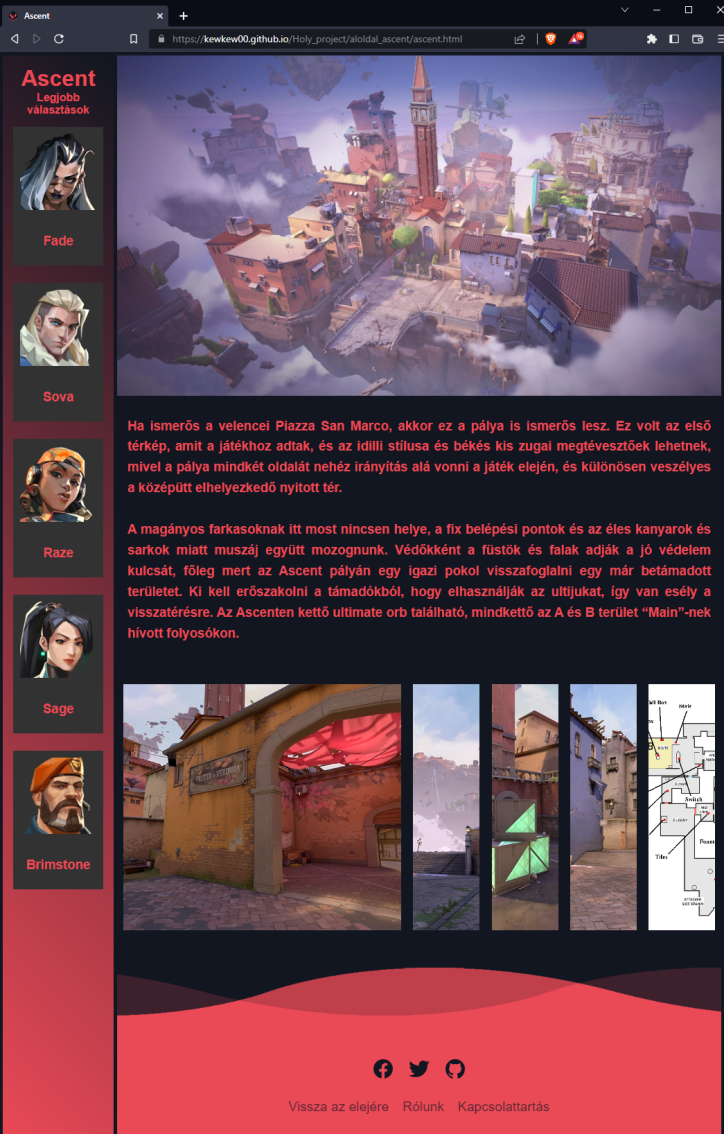 Ascent
https://kewkew00.github.io/Holy_project/aloldal_ascent/ascent.html
Ascent
Legjobb
választások
Fade
Sova
Raze
Sage
Brimstone
Ha ismerős a velencei Piazza San Marco, akkor ez a pálya is ismerős lesz. Ez volt az első
térkép, amit a játékhoz adtak, és az idilli stílusa és békés kis zugai megtévesztőek lehetnek,
mivel a pálya mindkét oldalát nehéz irányítás alá vonni a játék elején, és különösen veszélyes
a középütt elhelyezkedő nyitott tér.
A magányos farkasoknak itt most nincsen helye, a fix belépési pontok és az éles kanyarok és
sarkok miatt muszáj együtt mozognunk. Védőkként a füstök és falak adják a jó védelem
kulcsát, főleg mert az Ascent pályán egy igazi pokol visszafoglalni egy már betámadott
területet. Ki kell erőszakolni a támadókból, hogy elhasználják az ultijukat, így van esély a
visszatérésre. Az Ascenten kettő ultimate orb található, mindkettő az A és B terület “Main”-nek
hívott folyosókon.
B
Switch
Tiles
ATTACKER
SIDE SPAWN
Vissza az elejére Rólunk Kapcsolattartás